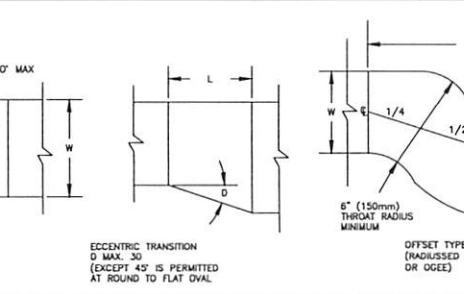 0' MAX
L
W
W
℄
1/4
1/2
D
6" (150mm)
THROAT RADIUS
MINIMUM
ECCENTRIC TRANSITION
D MAX. 30
(EXCEPT 45° IS PERMITTED
AT ROUND TO FLAT OVAL
OFFSET TYPE
(RADIUSSED
OR OGEE)